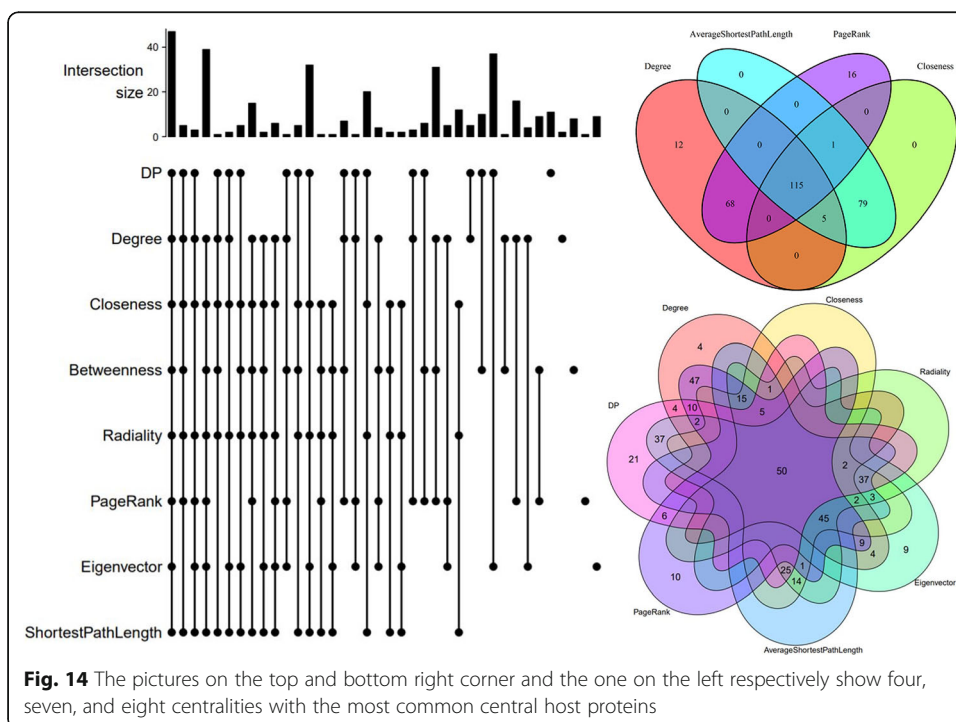 40
Intersection
size
20
0
DP
Degree
Closeness
Betweenness
Radiality
PageRank
Eigenvector
ShortestPathLength
AverageShortestPathLength
PageRank
Degree
Closeness
0
16
0
0
0
12
0
1
0
115
68
79
0
5
0
Closeness
Degree
4
Radiality
47
1
15
DP
4
10
5
2
37
21
50
2
37
2
3
6
45
9
4
9
10
25
1
14
Eigenvector
PageRank
AverageShortestPathLength
Fig. 14 The pictures on the top and bottom right corner and the one on the left respectively show four,
seven, and eight centralities with the most common central host proteins